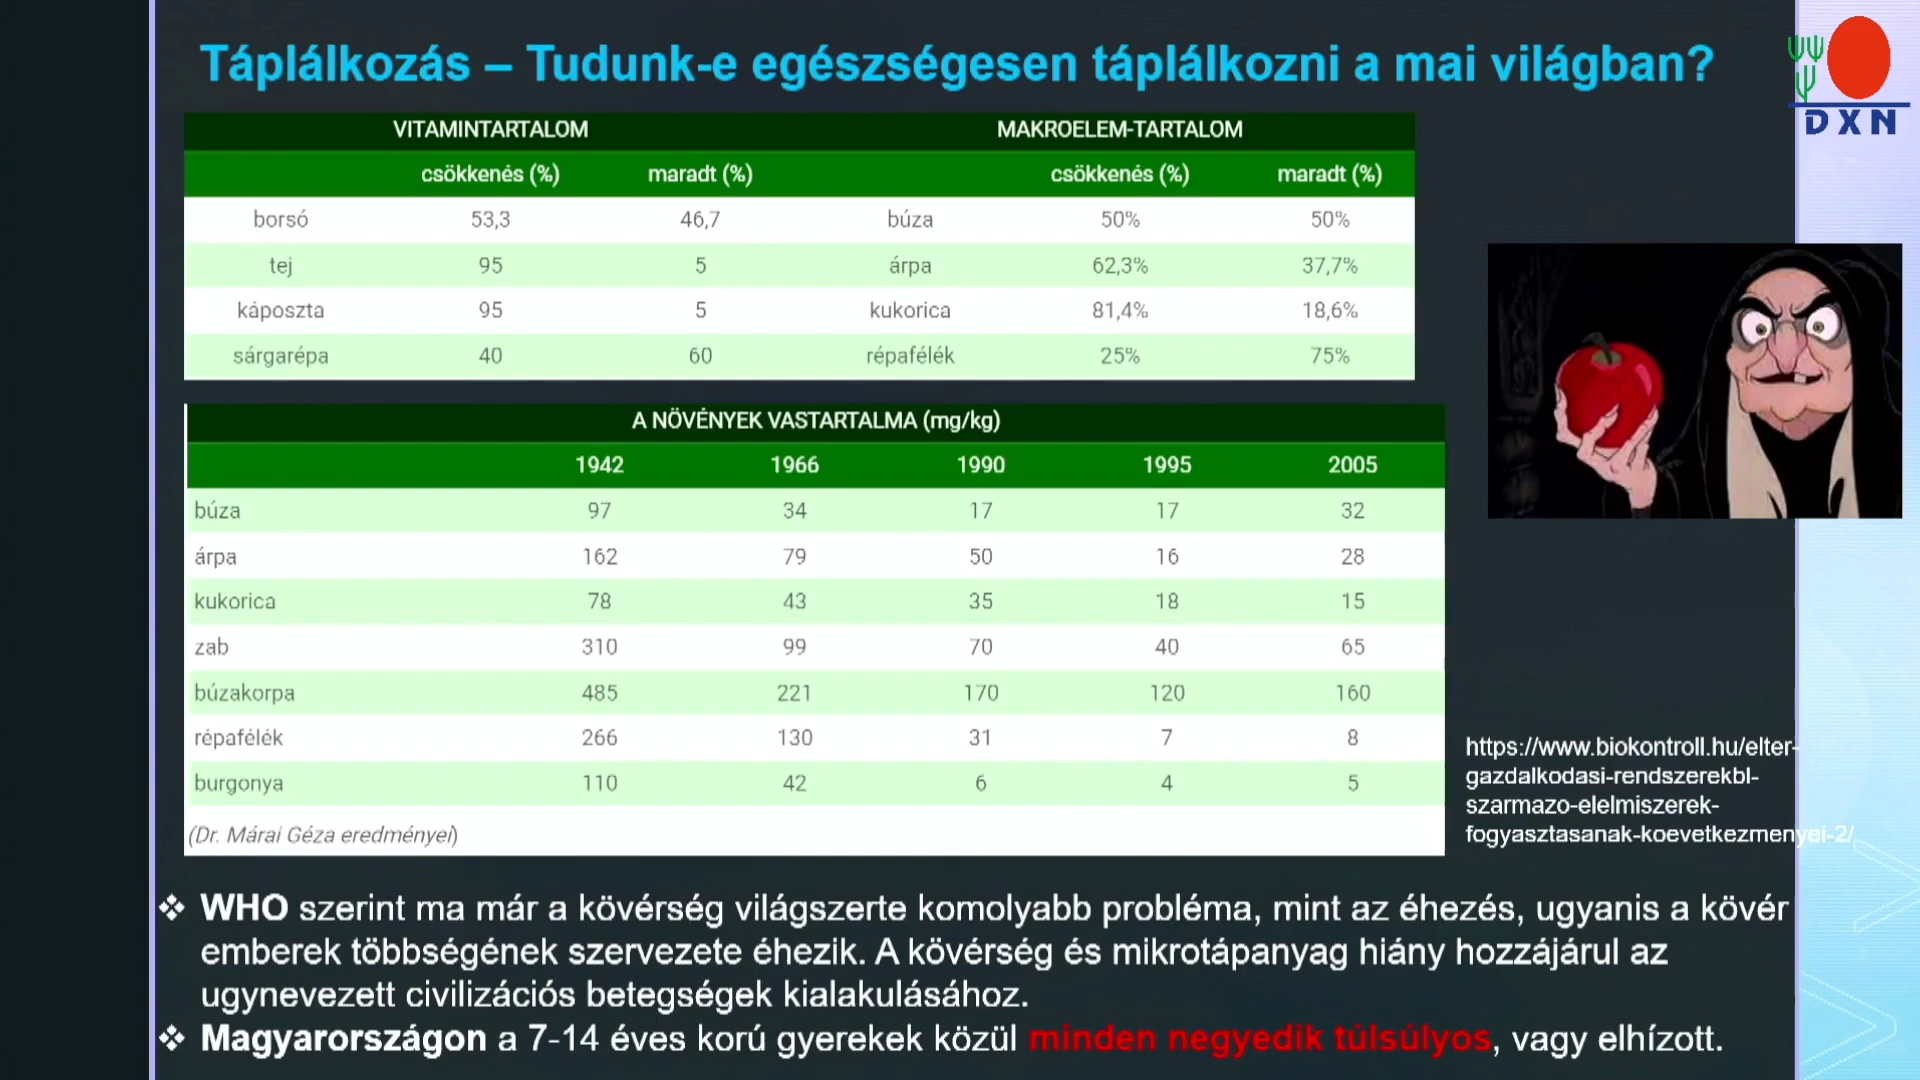 Táplálkozás – Tudunk-e egészségesen táplálkozni a mai világban?
DXN
VITAMINTARTALOM MAKROELEM-TARTALOM
csökkenés (%) maradt (%) csökkenés (%) maradt (%)
borsó 53,3 46,7 búza 50% 50%
tej 95 5 árpa 62,3% 37,7%
káposzta 95 5 kukorica 81,4% 18,6%
sárgarépa 40 60 répafélék 25% 75%
A NÖVÉNYEK VASTARTALMA (mg/kg)
1942 1966 1990 1995 2005
búza 97 34 17 17 32
árpa 162 79 50 16 28
kukorica 78 43 35 18 15
zab 310 99 70 40 65
búzakorpa 485 221 170 120 160
répafélék 266 130 31 7 8
burgonya 110 42 6 4 5
(Dr. Márai Géza eredményei)
https://www.biokontroll.hu/elter-
gazdalkodasi-rendszerekbl-
szarmazo-elelmiszerek-
fogyasztasanak-koevetkezmenyei-2/
❖ WHO szerint ma már a kövérség világszerte komolyabb probléma, mint az éhezés, ugyanis a kövér
emberek többségének szervezete éhezik. A kövérség és mikrotápanyag hiány hozzájárul az
ugynevezett civilizációs betegségek kialakulásához.
❖ Magyarországon a 7-14 éves korú gyerekek közül minden negyedik túlsúlyos, vagy elhízott.